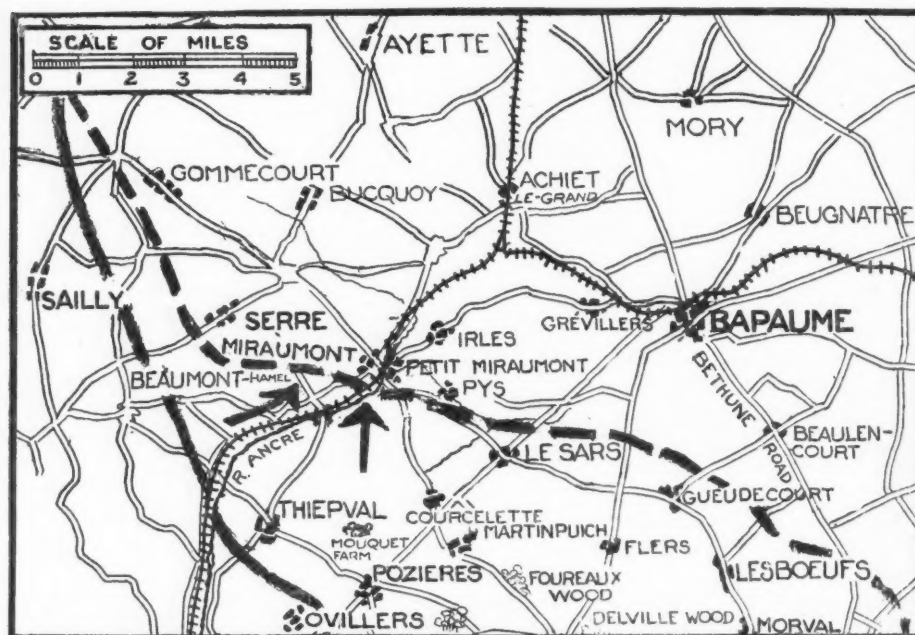 SCALE OF MILES
0 1 2 3 4 5
AYETTE
MORY
GOMMECOURT
BUCQUOY
ACHIET
LE-GRAND
BEUGNATRE
SAILLY
SERRE
GRÉVILLERS
BAPAUME
IRLES
MIRAUMONT
PETIT MIRAUMONT
BEAUMONT-HAMEL
PYS
BETHUNE
ROAD
R. ANCRE
LE SARS
BEAULEN-
COURT
GUEUDECOURT
THIEPVAL
COURCELETTE
MOUQUET
FARM
MARTINPUICH
FLERS
LESBOEUFS
POZIERES
FOUREAUX
WOOD
OVILLERS
DELVILLE WOOD
MORVAL